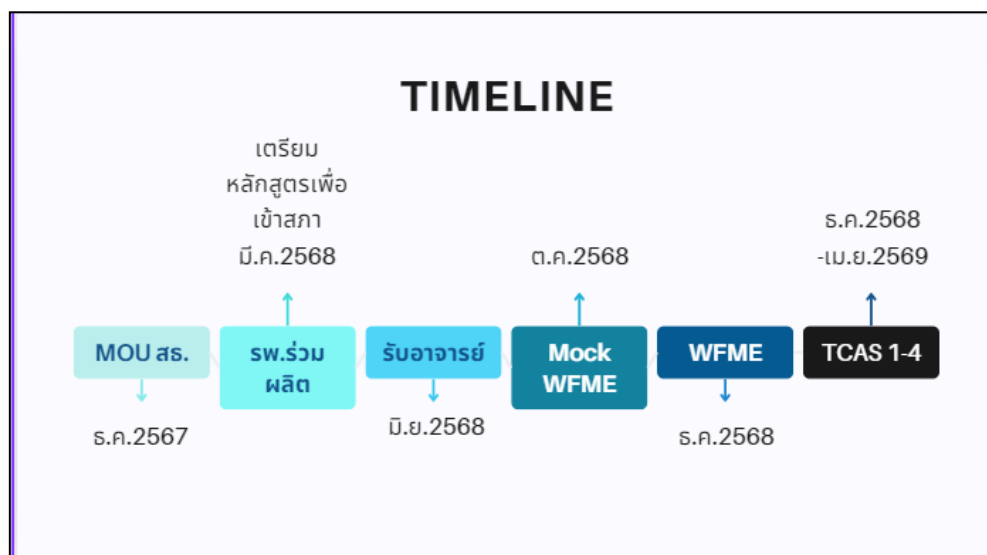 TIMELINE
เตรียม
หลักสูตรเพื่อ
เข้าสภา
มี.ค.2568
ต.ค.2568
ธ.ค.2568
-เม.ย.2569
MOU สธ.
รพ.ร่วม
ผลิต
รับอาจารย์
Mock
WFME
WFME
TCAS 1-4
ธ.ค.2567
มิ.ย.2568
ธ.ค.2568